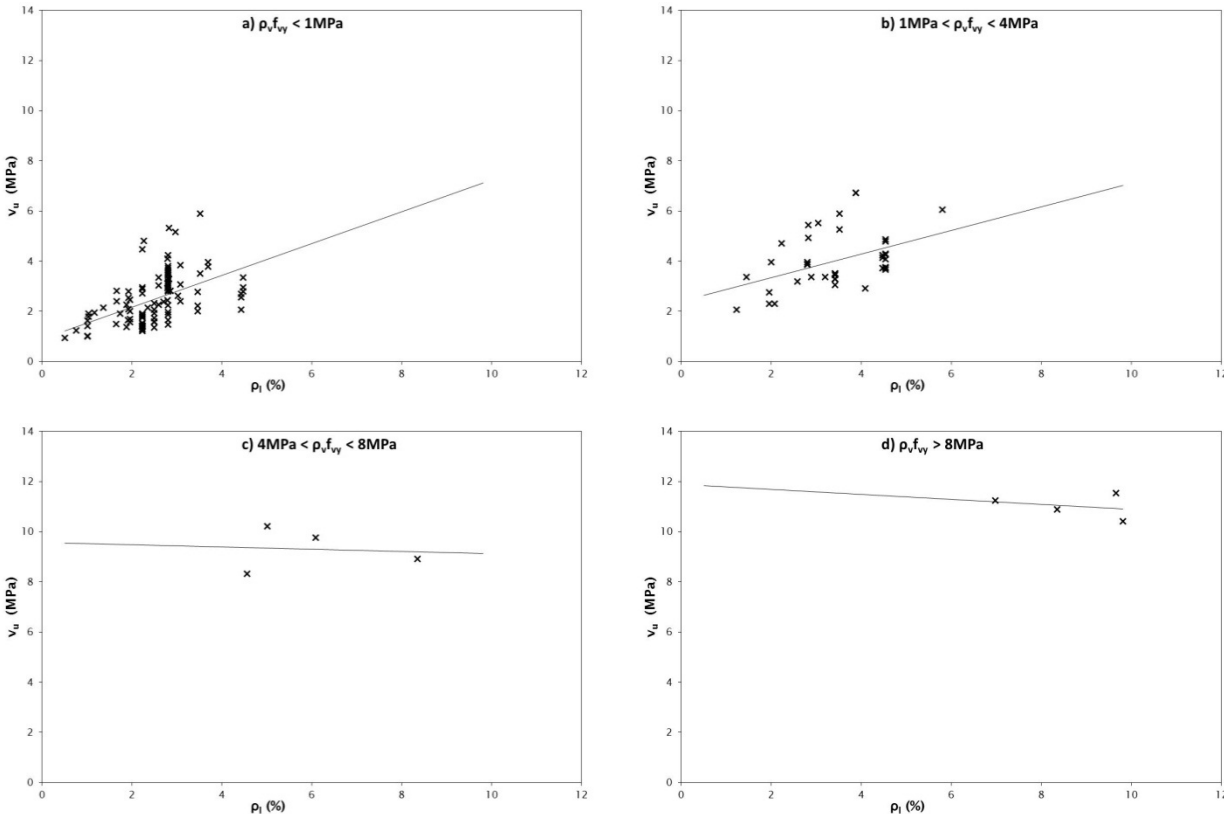 a) ρvfvy < 1MPa
14
12
10
8
6
4
2
0
vu (MPa)
0 2 4 6 8 10 12
ρl (%)
b) 1MPa < ρvfvy < 4MPa
14
12
10
8
6
4
2
0
vu (MPa)
0 2 4 6 8 10 12
ρl (%)
c) 4MPa < ρvfvy < 8MPa
14
12
10
8
6
4
2
0
vu (MPa)
0 2 4 6 8 10 12
ρl (%)
d) ρvfvy > 8MPa
14
12
10
8
6
4
2
0
vu (MPa)
0 2 4 6 8 10 12
ρl (%)